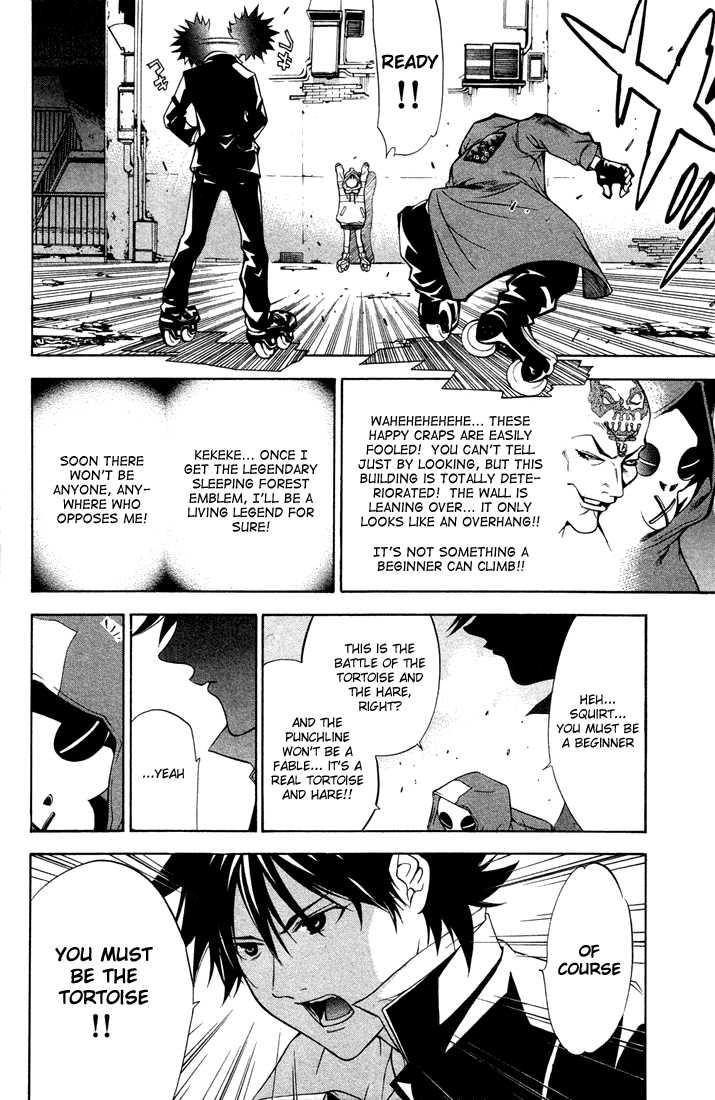 READY
!!
WAHEHEHEHEHE... THESE
HAPPY CRAPS ARE EASILY
FOOLED! YOU CAN'T TELL
JUST BY LOOKING, BUT THIS
BUILDING IS TOTALLY DETE-
RIORATED! THE WALL IS
LEANING OVER... IT ONLY
LOOKS LIKE AN OVERHANG!!
IT'S NOT SOMETHING A
BEGINNER CAN CLIMB!!
KEKEKE... ONCE I
GET THE LEGENDARY
SLEEPING FOREST
EMBLEM, I'LL BE A
LIVING LEGEND FOR
SURE!
SOON THERE
WON'T BE
ANYONE, ANY-
WHERE WHO
OPPOSES ME!
HEH...
SQUIRT...
YOU MUST BE
A BEGINNER
THIS IS THE
BATTLE OF THE
TORTOISE AND
THE HARE,
RIGHT?
AND THE
PUNCHLINE
WON'T BE A
FABLE... IT'S A
REAL TORTOISE
AND HARE!!
...YEAH
OF
COURSE
YOU MUST
BE THE
TORTOISE
!!